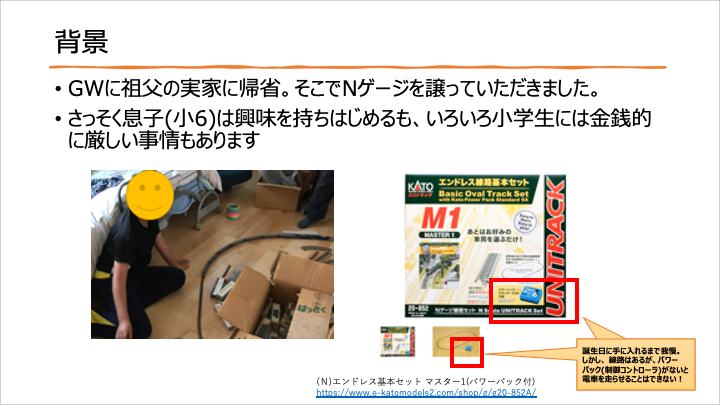 背景
• GWに祖父の実家に帰省。そこでNゲージを譲っていただきました。
• さっそく息子(小6)は興味を持ちはじめるも、いろいろ小学生には金銭的
に厳しい事情もあります
はっさく
KATO
エンドレス線路基本セット
Basic Oval Track Set
with Kato Power Pack Standard SX
M1
MASTER 1
あとはお好みの
車両を選ぶだけ!
UNITRACK
20-852
Nゲージ線路セット N Scale UNITRACK Set
誕生日に手に入れるまで我慢。
しかし、線路はあるが、パワー
パック(制御コントローラ)がないと
電車を走らせることはできない!
(N)エンドレス基本セット マスター1(パワーパック付)
https://www.e-katomodels2.com/shop/g/g20-852A/